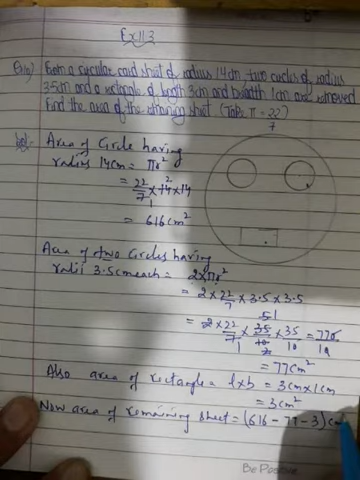 Ex 11.3
Q10) From a circular card sheet of radius 14cm, two circles of radius
3.5cm and a rectangle of length 3cm and breadth 1cm are removed.
Find the area of the remaining sheet. (Take π = 22/7)
Sol) Area of Circle having
radius 14cm = πr²
= 22/7 × 14 × 14
= 616cm²
Area of two Circles having
radii 3.5cm each = 2×πr²
= 2 × 22/7 × 3.5 × 3.5
= 2 × 22/7 × 35/10 × 35/10 = 770/10
= 77cm²
Also area of rectangle = l×b = 3cm×1cm
= 3cm²
Now area of remaining sheet = (616 - 77 - 3) cm
Be Positive